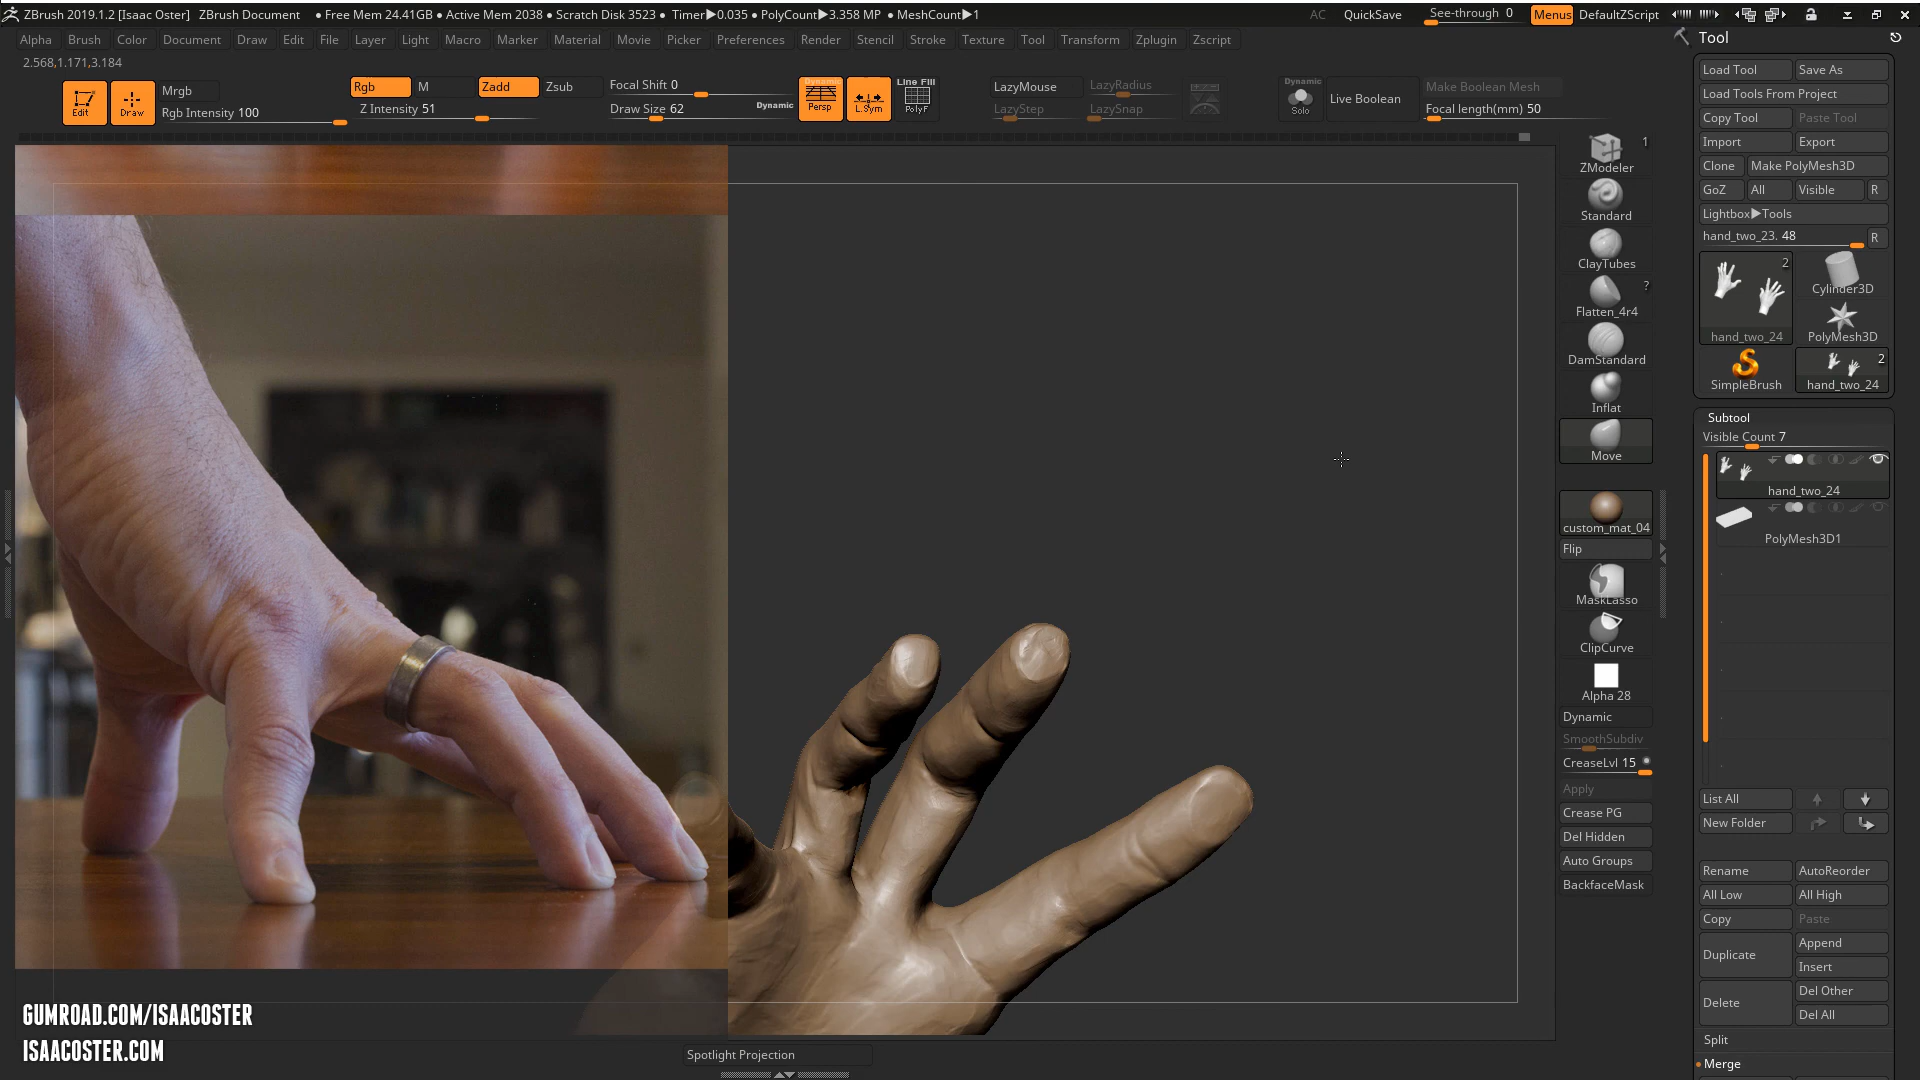 ZBrush 2019.1.2 [Isaac Oster] ZBrush Document • Free Mem 24.41GB • Active Mem 2038 • Scratch Disk 3523 • Timer▶0.035 • PolyCount▶3.358 MP • MeshCount▶1 AC QuickSave See-through 0 Menus DefaultZScript
Alpha Brush Color Document Draw Edit File Layer Light Macro Marker Material Movie Picker Preferences Render Stencil Stroke Texture Tool Transform Zplugin Zscript
2.568,1.171,3.184
Edit
Draw
Mrgb
Rgb Intensity 100
Rgb M Zadd Zsub
Z Intensity 51
Focal Shift 0
Draw Size 62 Dynamic
Dynamic
Persp
L.Sym
Line Fill
PolyF
LazyMouse LazyRadius
LazyStep LazySnap
Dynamic
Solo
Live Boolean
Make Boolean Mesh
Focal length(mm) 50
1
ZModeler
Standard
ClayTubes
?
Flatten_4r4
DamStandard
Inflat
Move
custom_mat_04
Flip
MaskLasso
ClipCurve
Alpha 28
Dynamic
SmoothSubdiv
CreaseLvl 15
Apply
Crease PG
Del Hidden
Auto Groups
BackfaceMask
Tool
Load Tool Save As
Load Tools From Project
Copy Tool Paste Tool
Import Export
Clone Make PolyMesh3D
GoZ All Visible R
Lightbox▶Tools
hand_two_23. 48 R
2
hand_two_24
Cylinder3D
PolyMesh3D
SimpleBrush
2
hand_two_24
Subtool
Visible Count 7
hand_two_24
PolyMesh3D1
List All
New Folder
Rename AutoReorder
All Low All High
Copy Paste
Duplicate Append
Insert
Delete Del Other
Del All
Split
Merge
GUMROAD.COM/ISAACOSTER
ISAACOSTER.COM
Spotlight Projection